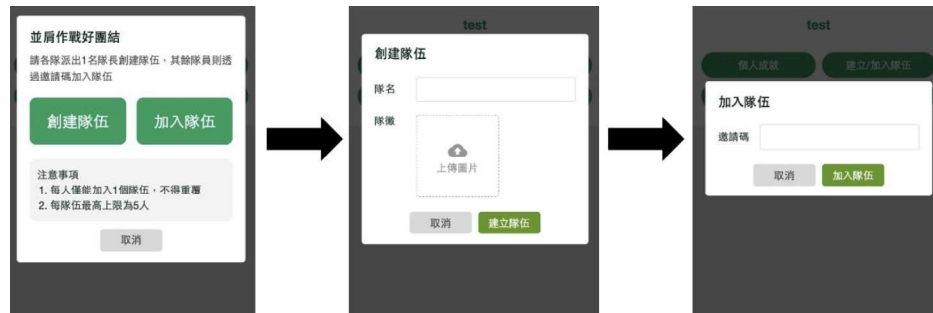 並肩作戰好團結
請各隊派出1名隊長創建隊伍，其餘隊員則透
過邀請碼加入隊伍
創建隊伍
加入隊伍
注意事項
1. 每人僅能加入1個隊伍，不得重覆
2. 每隊伍最高上限為5人
取消
test
創建隊伍
隊名
隊徽
上傳圖片
取消
建立隊伍
test
個人成就
建立/加入隊伍
加入隊伍
邀請碼
取消
加入隊伍